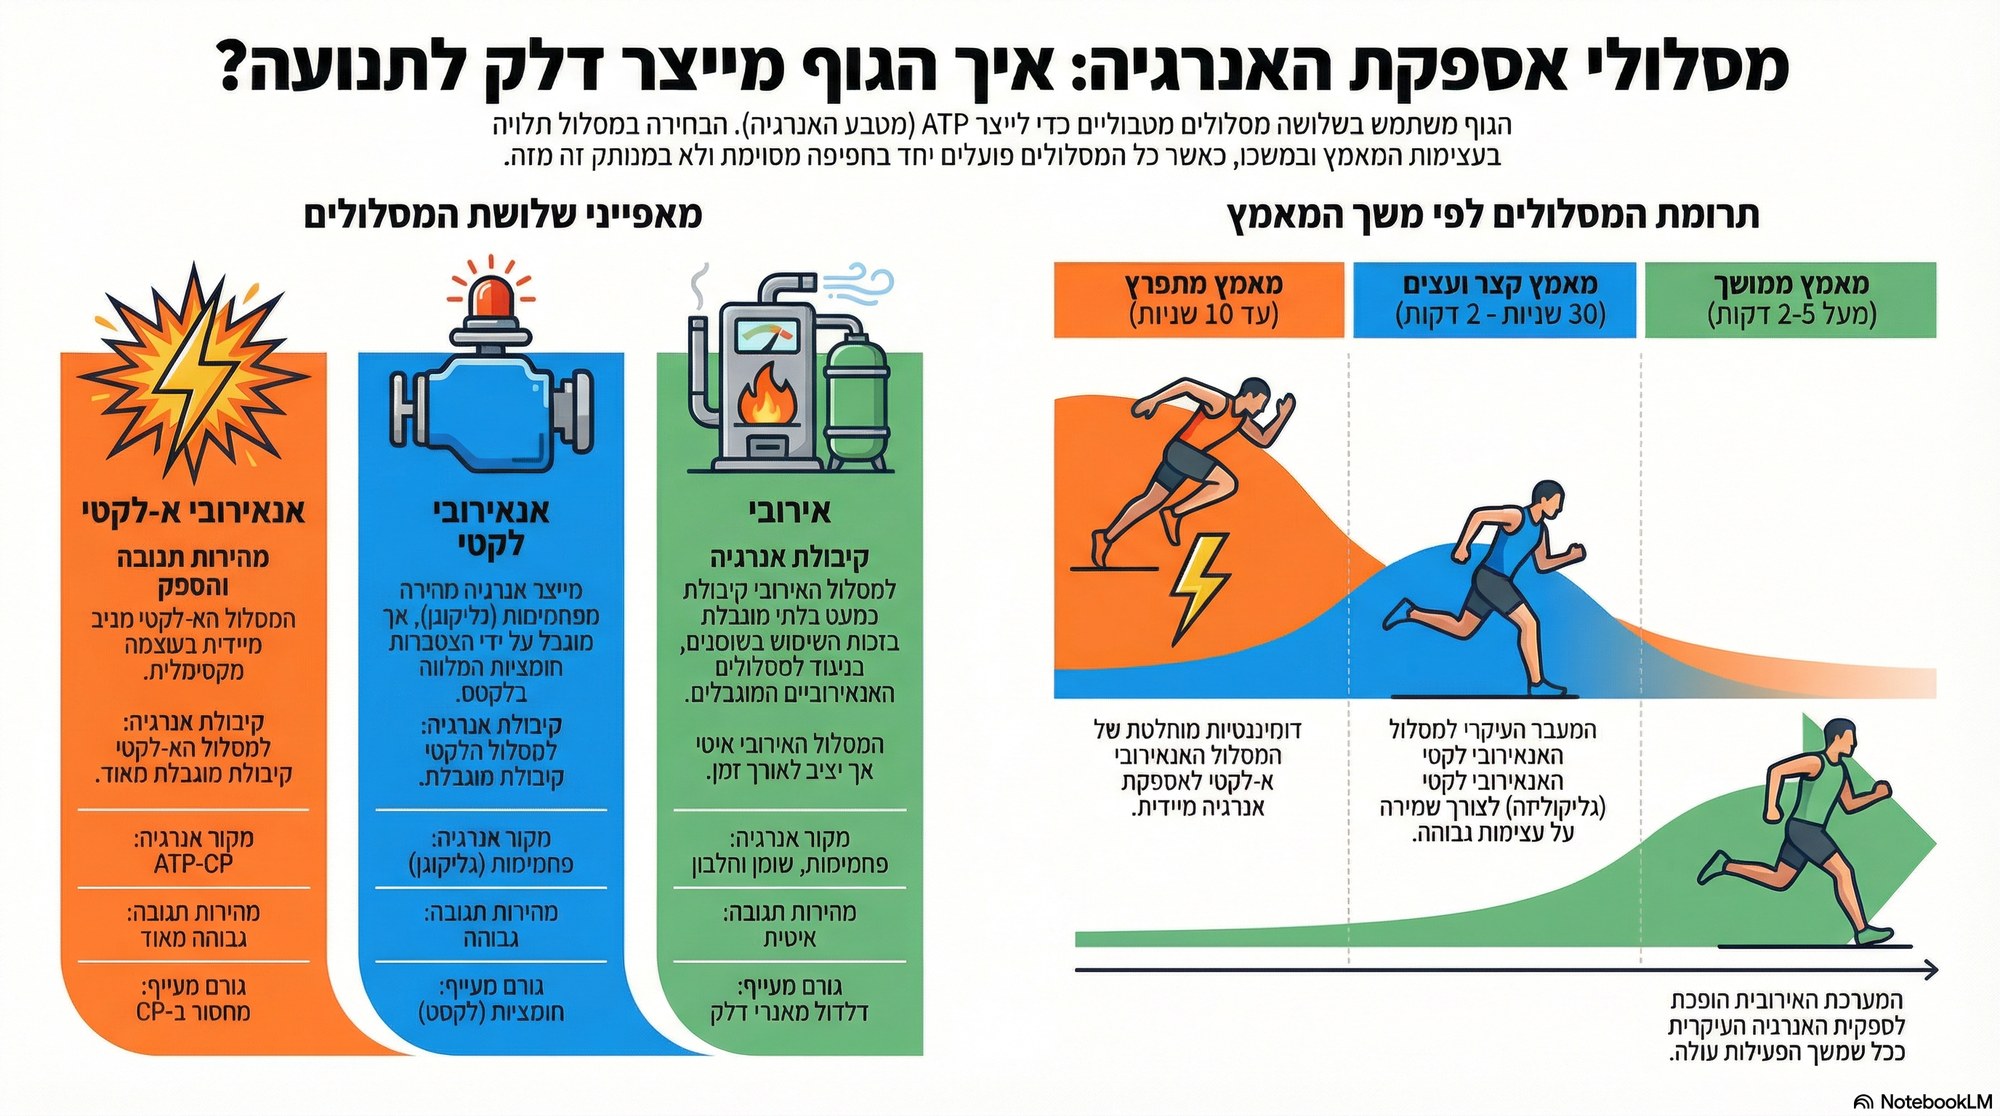 מסלולי אספקת האנרגיה: איך הגוף מייצר דלק לתנועה?
הגוף משתמש בשלושה מסלולים מטבוליים כדי לייצר ATP (מטבע האנרגיה). הבחירה במסלול תלויה
בעצימות המאמץ ובמשכו, כאשר כל המסלולים פועלים יחד בחפיפה מסוימת ולא במנותק זה מזה.
תרומת המסלולים לפי משך המאמץ
מאמץ מתפרץ
(עד 10 שניות)
מאמץ קצר ועצים
(30 שניות - 2 דקות)
מאמץ ממושך
(מעל 2-5 דקות)
דומיננטיות מוחלטת של
המסלול האנאירובי
א-לקטי לאספקת
אנרגיה מיידית.
המעבר העיקרי למסלול
האנאירובי לקטי
האנאירובי לקטי
(גליקוליזה) לצורך שמירה
על עצימות גבוהה.
המערכת האירובית הופכת
לספקית האנרגיה העיקרית
ככל שמשך הפעילות עולה.
מאפייני שלושת המסלולים
אירובי
קיבולת אנרגיה
למסלול האירובי קיבולת
כמעט בלתי מוגבלת
בזכות השימוש בשוסנים,
בניגוד למסלולים
האנאירוביים המוגבלים.
המסלול האירובי איטי
אך יציב לאורך זמן.
מקור אנרגיה:
פחמימות, שומן וחלבון
מהירות תגובה:
איטית
גורם מעייף:
דלדול מאגרי דלק
אנאירובי
לקטי
מייצר אנרגיה מהירה
מפחמימות (גליקוגן), אך
מוגבל על ידי הצטברות
חומציות המלווה
בלקטט.
קיבולת אנרגיה:
למסלול הלקטי
קיבולת מוגבלת.
מקור אנרגיה:
פחמימות (גליקוגן)
מהירות תגובה:
גבוהה
גורם מעייף:
חומציות (לקסט)
אנאירובי א-לקטי
מהירות תגובה
והספק
המסלול הא-לקטי מניב
מיידית בעוצמה
מקסימלית.
קיבולת אנרגיה:
למסלול הא-לקטי
קיבולת מוגבלת מאוד.
מקור אנרגיה:
ATP-CP
מהירות תגובה:
גבוהה מאוד
גורם מעייף:
מחסור ב-CP
NotebookLM